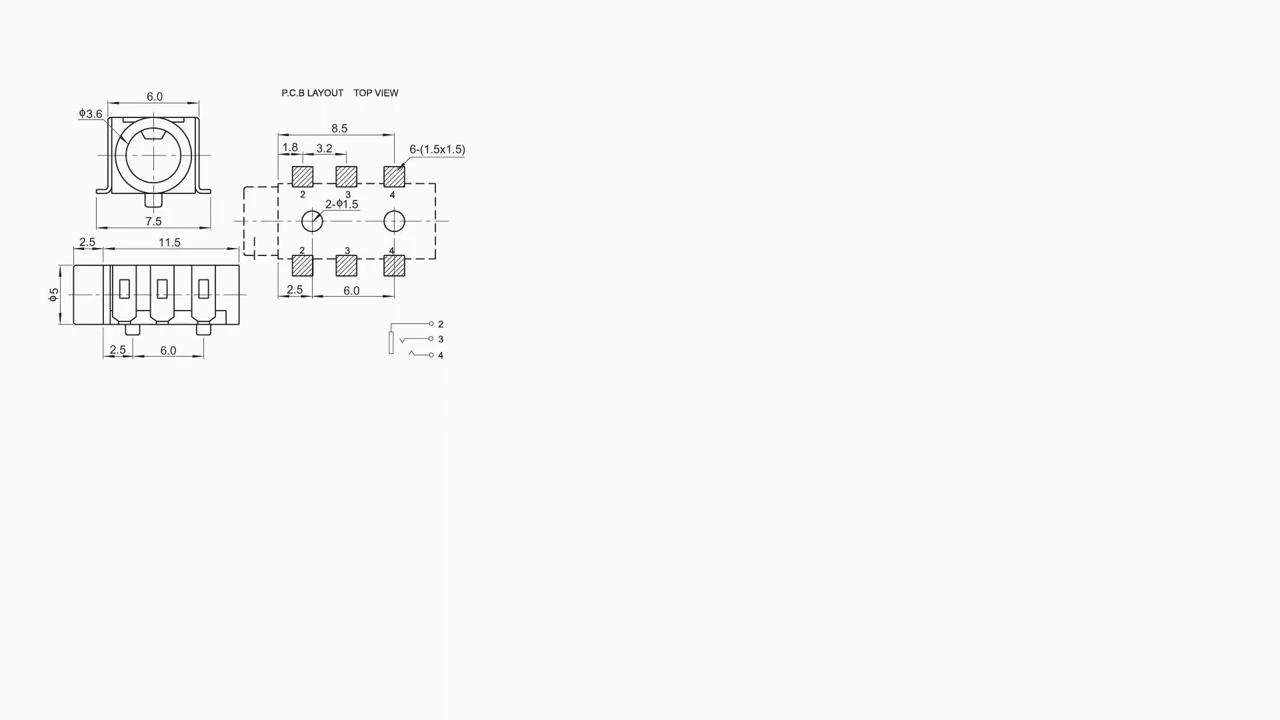 6.0
ϕ3.6
7.5
2.5 11.5
ϕ5
2.5 6.0
P.C.B LAYOUT TOP VIEW
8.5
1.8 3.2
6-(1.5x1.5)
2 3 4
2-ϕ1.5
2 3 4
2.5 6.0
2
3
4